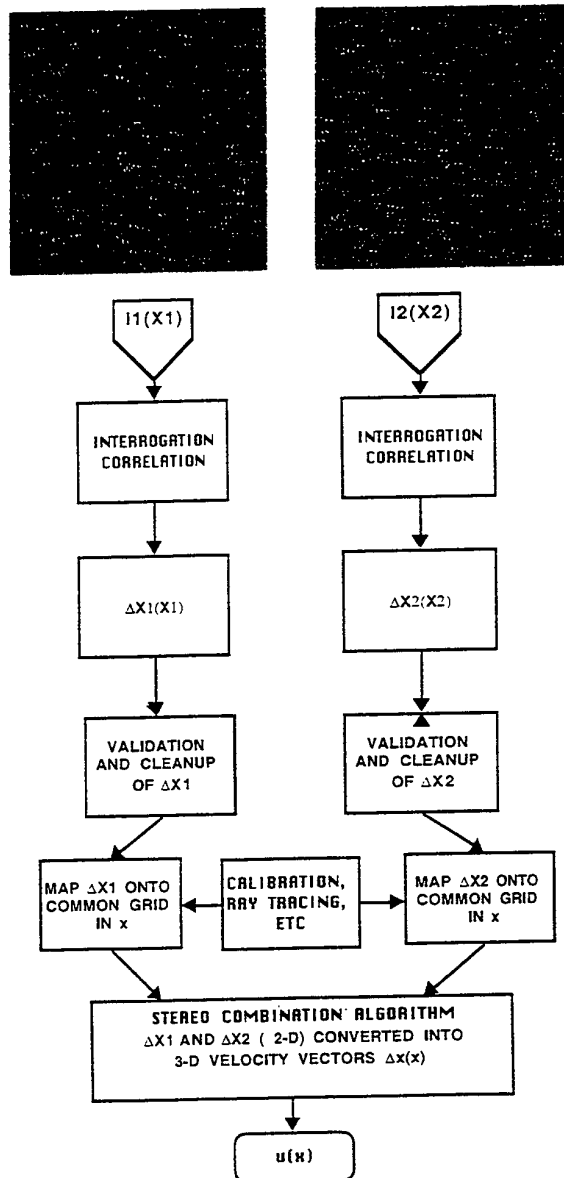 I1(X1)
I2(X2)
INTERROGATION
CORRELATION
INTERROGATION
CORRELATION
ΔX1(X1)
ΔX2(X2)
VALIDATION
AND CLEANUP
OF ΔX1
VALIDATION
AND CLEANUP
OF ΔX2
MAP ΔX1 ONTO
COMMON GRID
IN x
CALIBRATION,
RAY TRACING,
ETC
MAP ΔX2 ONTO
COMMON GRID
IN x
STEREO COMBINATION ALGORITHM
ΔX1 AND ΔX2 ( 2-D) CONVERTED INTO
3-D VELOCITY VECTORS Δx(x)
u(x)